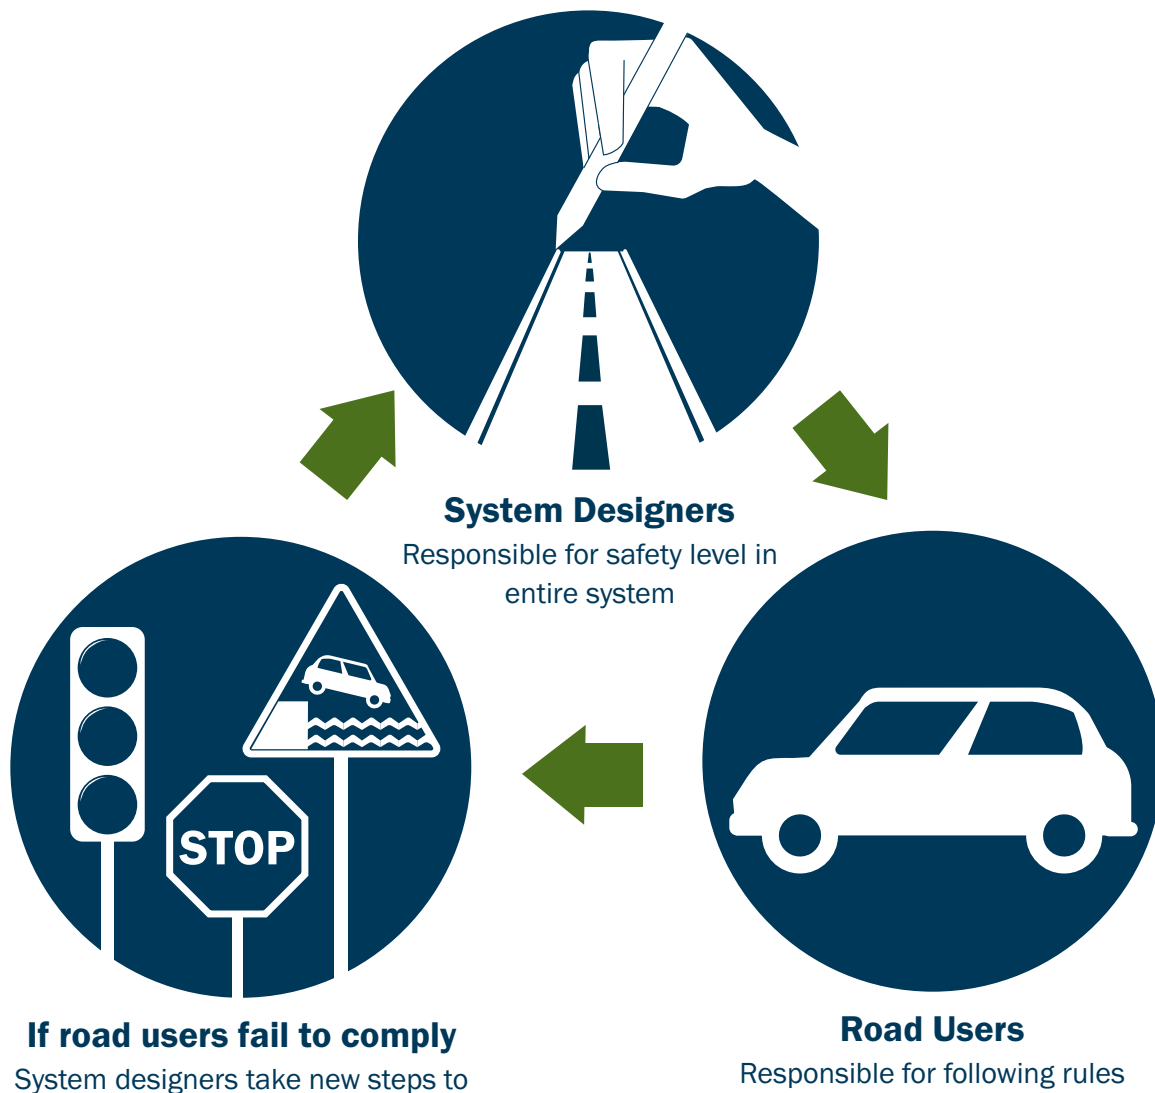 System Designers
Responsible for safety level in
entire system
STOP
If road users fail to comply
System designers take new steps to
Road Users
Responsible for following rules